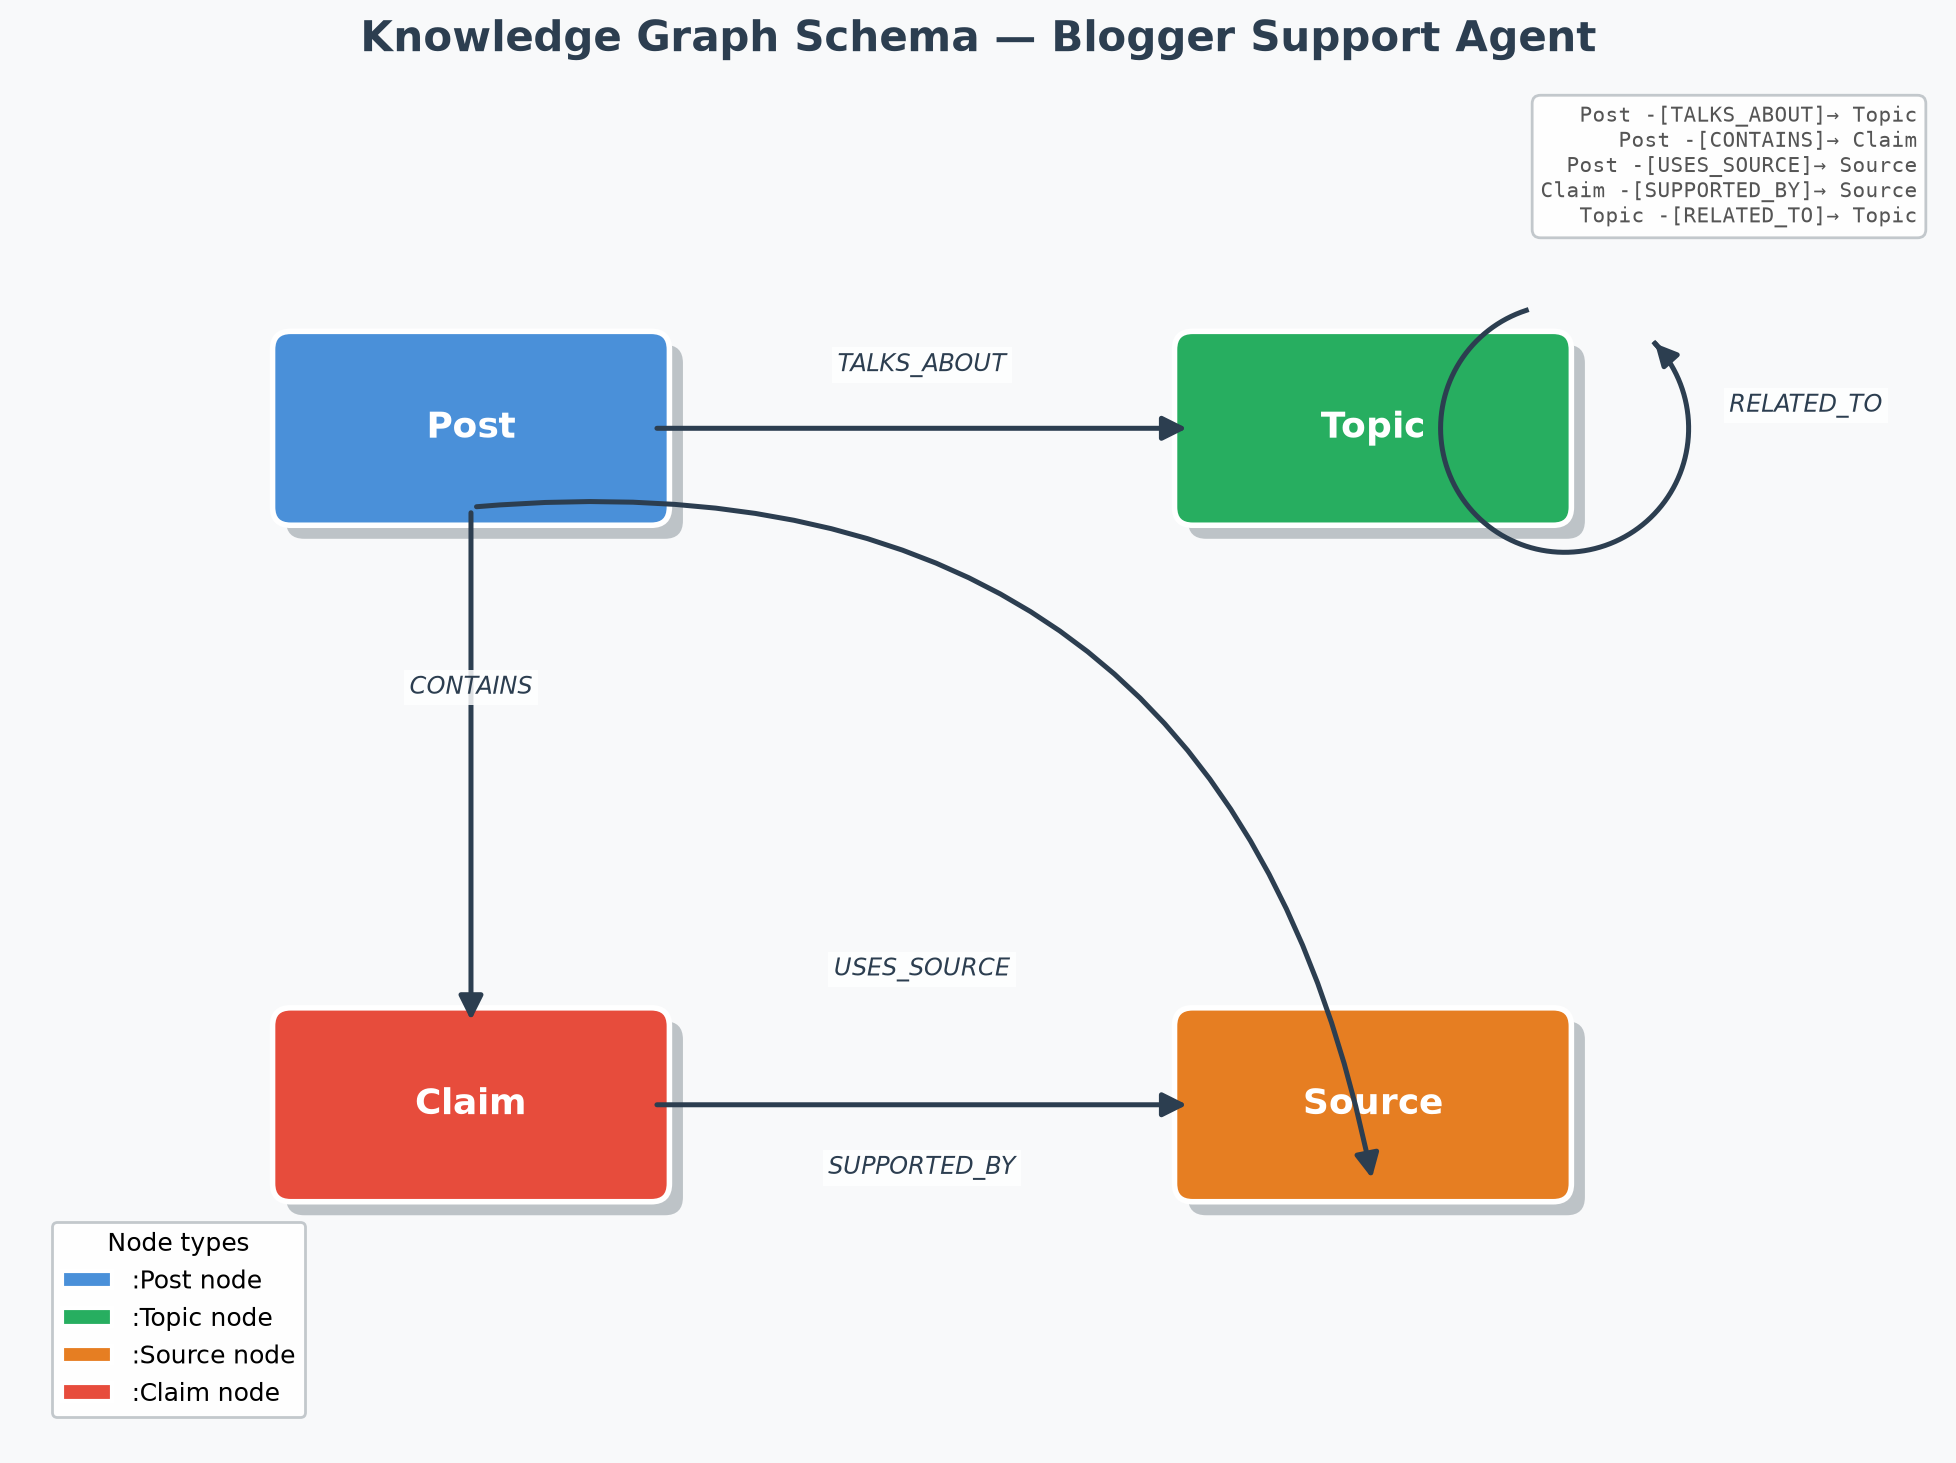 Knowledge Graph Schema — Blogger Support Agent
Post -[TALKS_ABOUT]→ Topic
Post -[CONTAINS]→ Claim
Post -[USES_SOURCE]→ Source
Claim -[SUPPORTED_BY]→ Source
Topic -[RELATED_TO]→ Topic
Post
TALKS_ABOUT
Topic
RELATED_TO
CONTAINS
USES_SOURCE
Claim
Source
SUPPORTED_BY
Node types
:Post node
:Topic node
:Source node
:Claim node